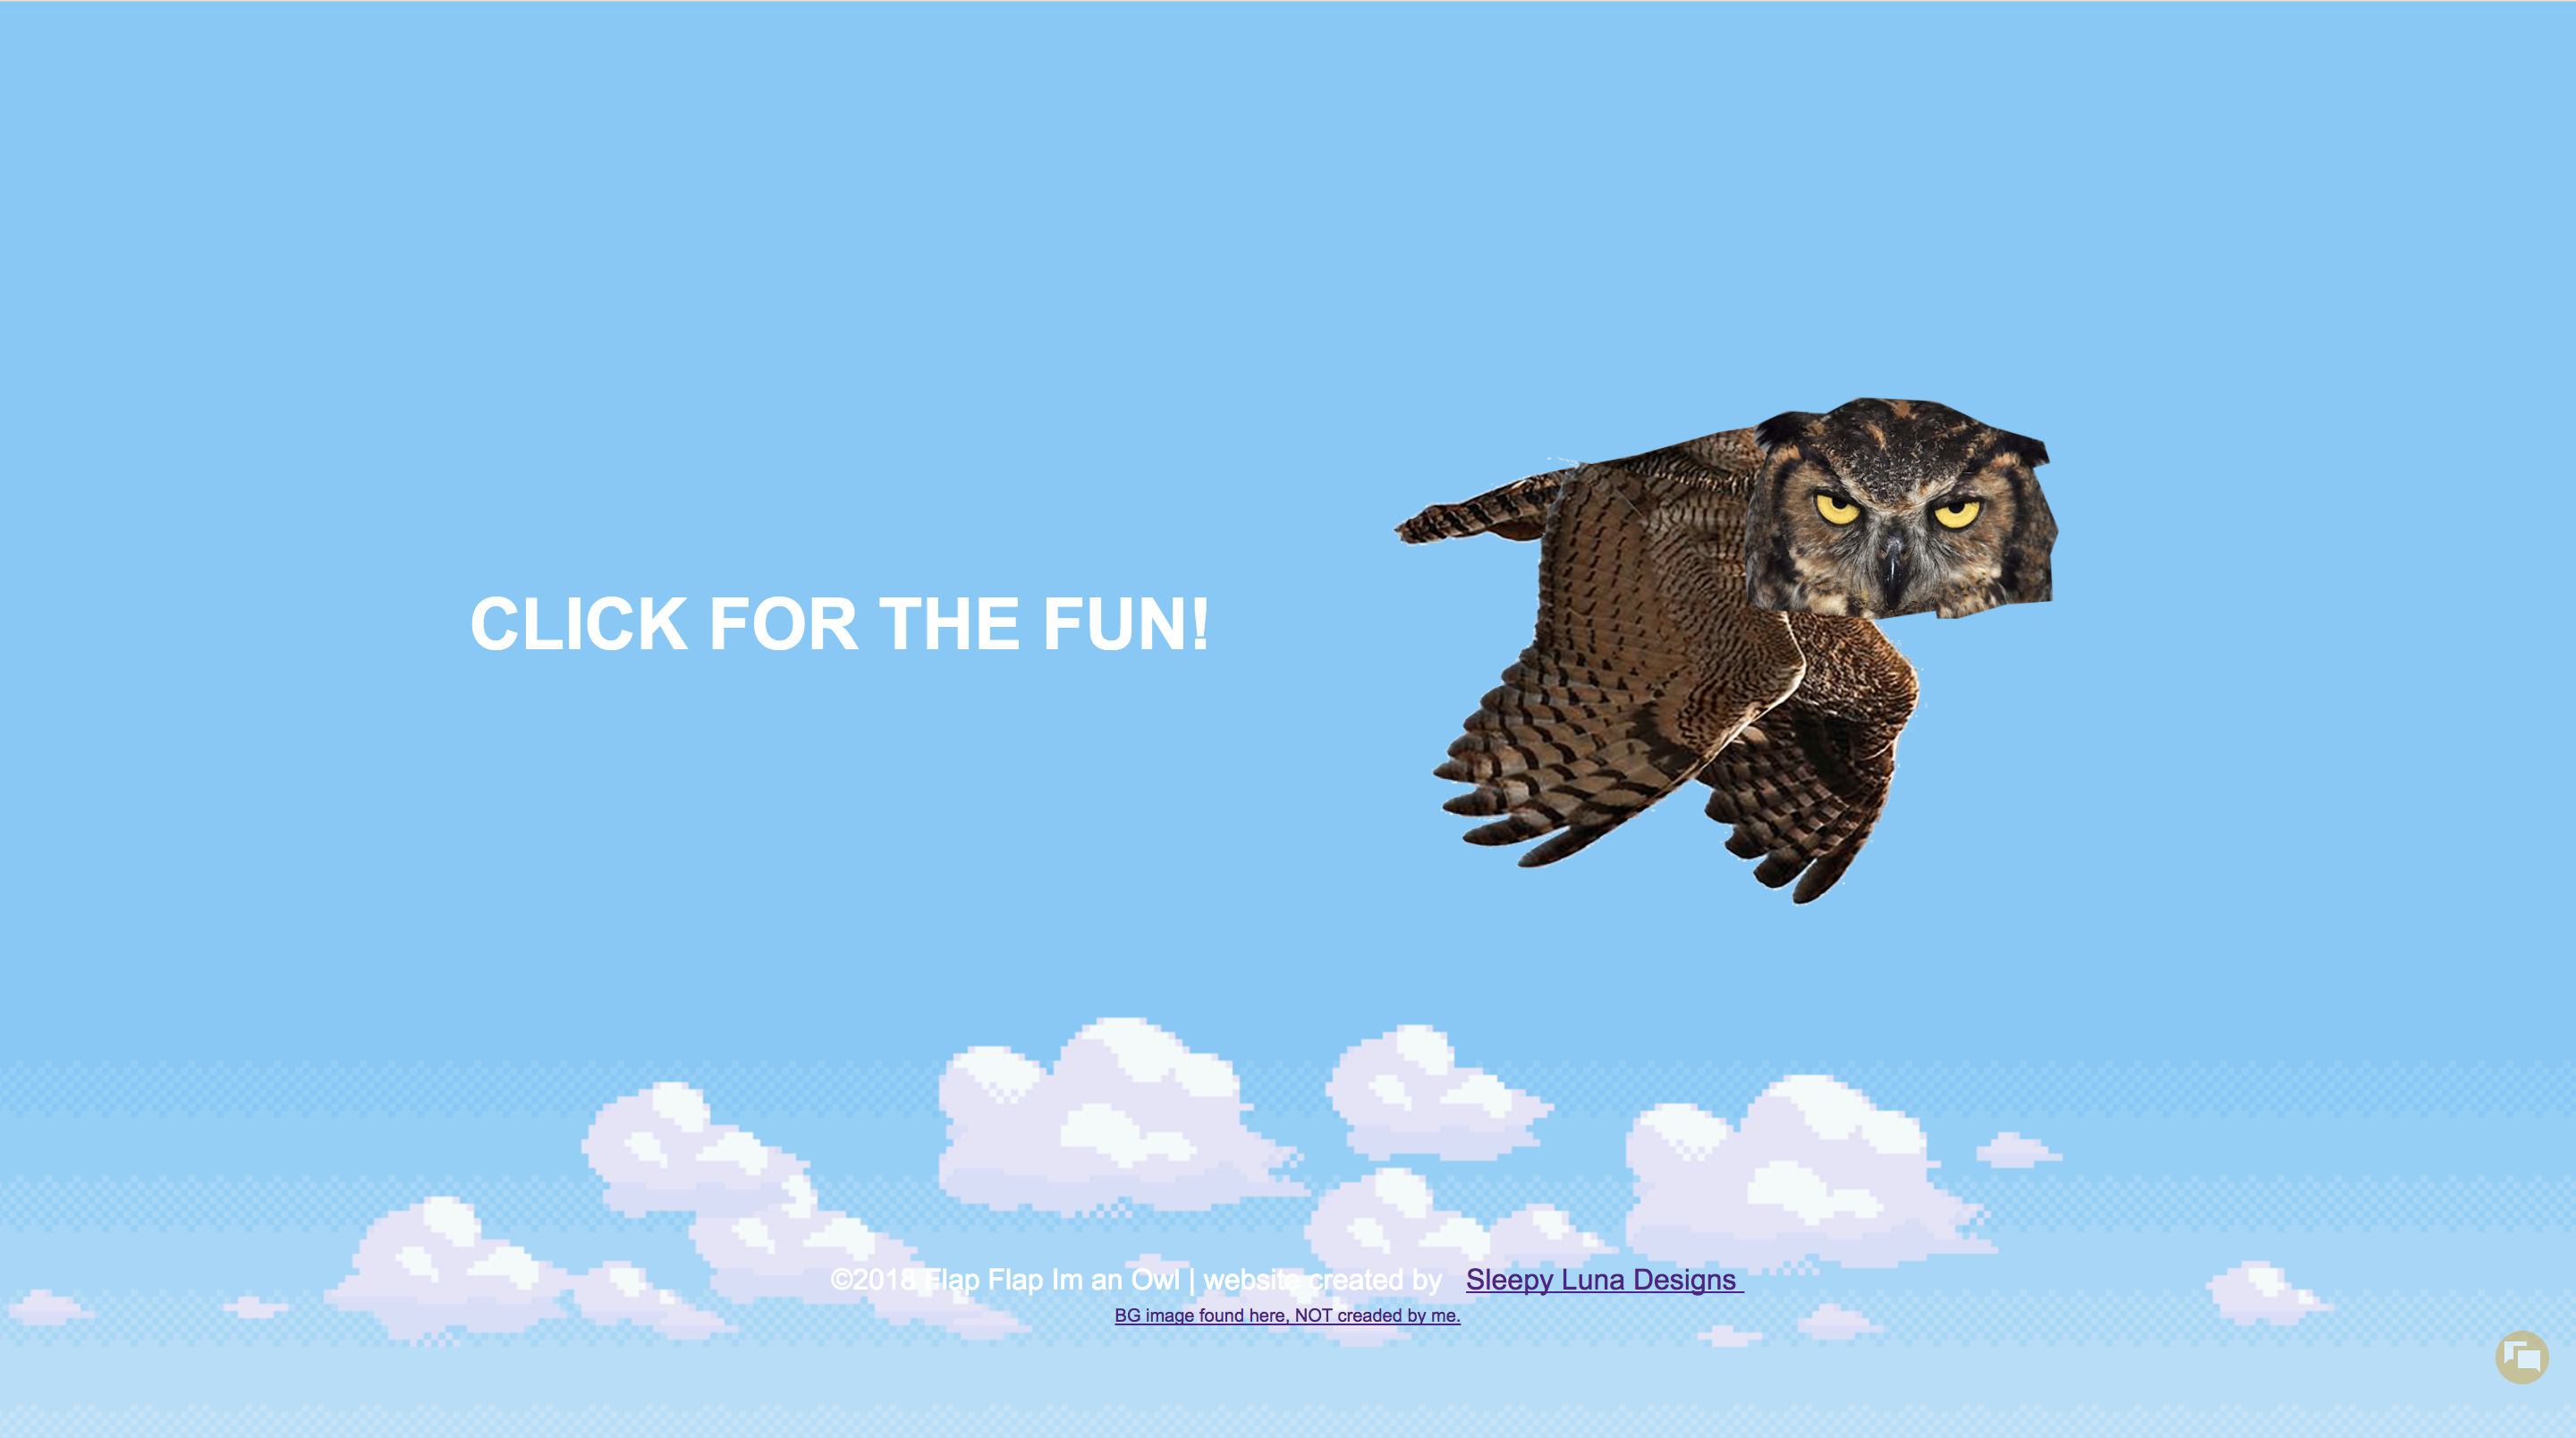 CLICK FOR THE FUN!
©2018 Flap Flap Im an Owl | website created by Sleepy Luna Designs
BG image found here, NOT creaded by me.